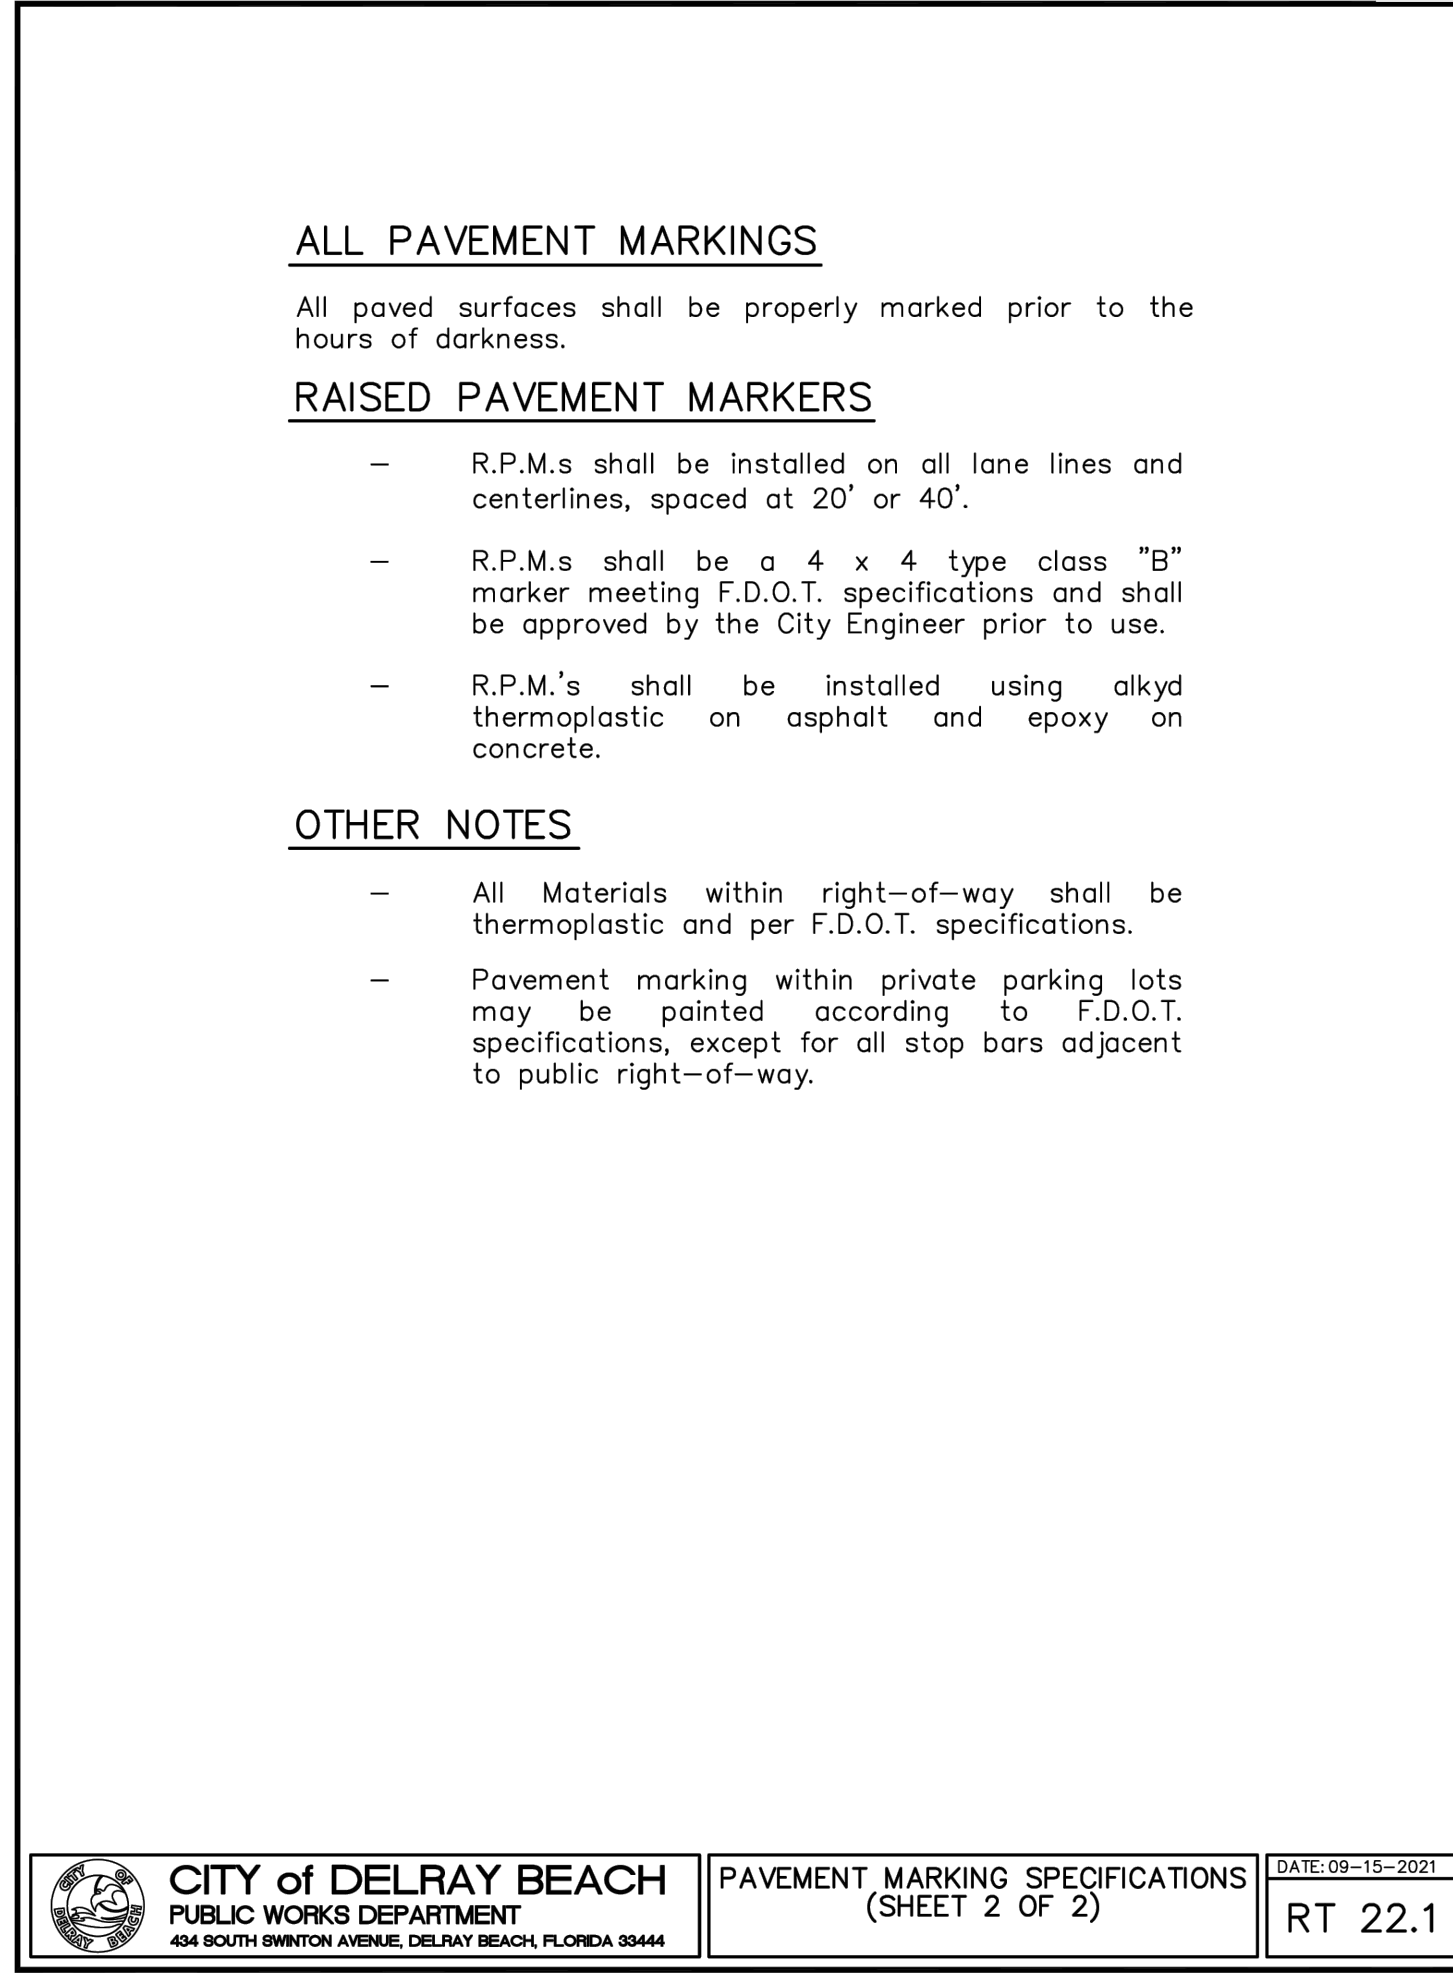 ALL PAVEMENT MARKINGS
All paved surfaces shall be properly marked prior to the
hours of darkness.
RAISED PAVEMENT MARKERS
— R.P.M.s shall be installed on all lane lines and
centerlines, spaced at 20' or 40'.
— R.P.M.s shall be a 4 x 4 type class "B"
marker meeting F.D.O.T. specifications and shall
be approved by the City Engineer prior to use.
— R.P.M.'s shall be installed using alkyd
thermoplastic on asphalt and epoxy on
concrete.
OTHER NOTES
— All Materials within right—of—way shall be
thermoplastic and per F.D.O.T. specifications.
— Pavement marking within private parking lots
may be painted according to F.D.O.T.
specifications, except for all stop bars adjacent
to public right—of—way.
CITY OF
DELRAY BEACH
CITY of DELRAY BEACH
PUBLIC WORKS DEPARTMENT
434 SOUTH SWINTON AVENUE, DELRAY BEACH, FLORIDA 33444
PAVEMENT MARKING SPECIFICATIONS
(SHEET 2 OF 2)
DATE: 09—15—2021
RT 22.1